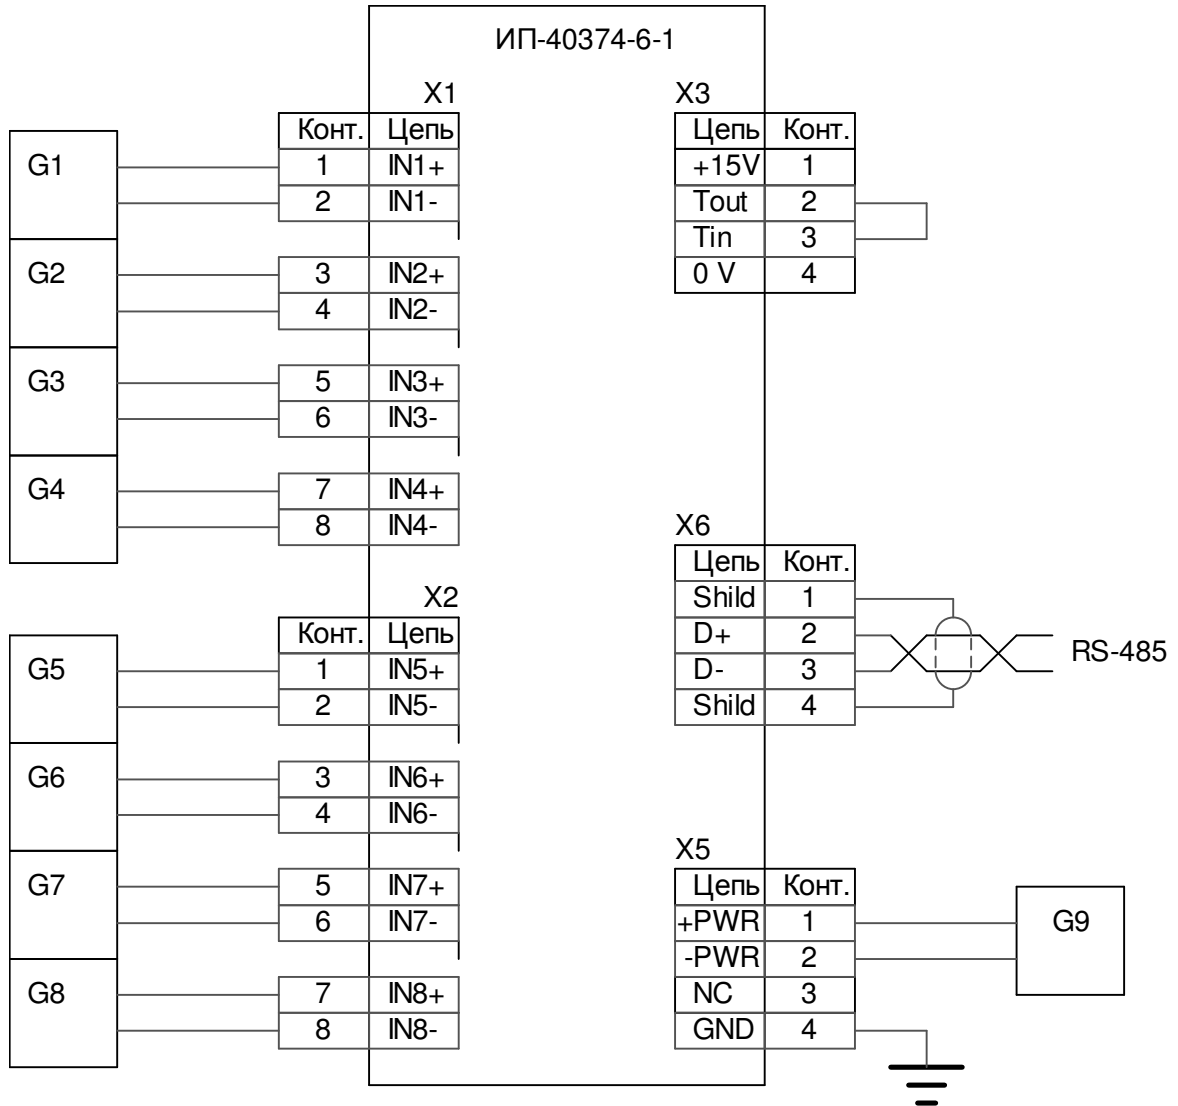 ИП-40374-6-1
X1
Конт. Цепь
G1
1 IN1+
2 IN1-
G2
3 IN2+
4 IN2-
G3
5 IN3+
6 IN3-
G4
7 IN4+
8 IN4-
X2
Конт. Цепь
G5
1 IN5+
2 IN5-
G6
3 IN6+
4 IN6-
G7
5 IN7+
6 IN7-
G8
7 IN8+
8 IN8-
X3
Цепь Конт.
+15V 1
Tout 2
Tin 3
0 V 4
X6
Цепь Конт.
Shild 1
D+ 2
D- 3
Shild 4
RS-485
X5
Цепь Конт.
+PWR 1
-PWR 2
NC 3
GND 4
G9